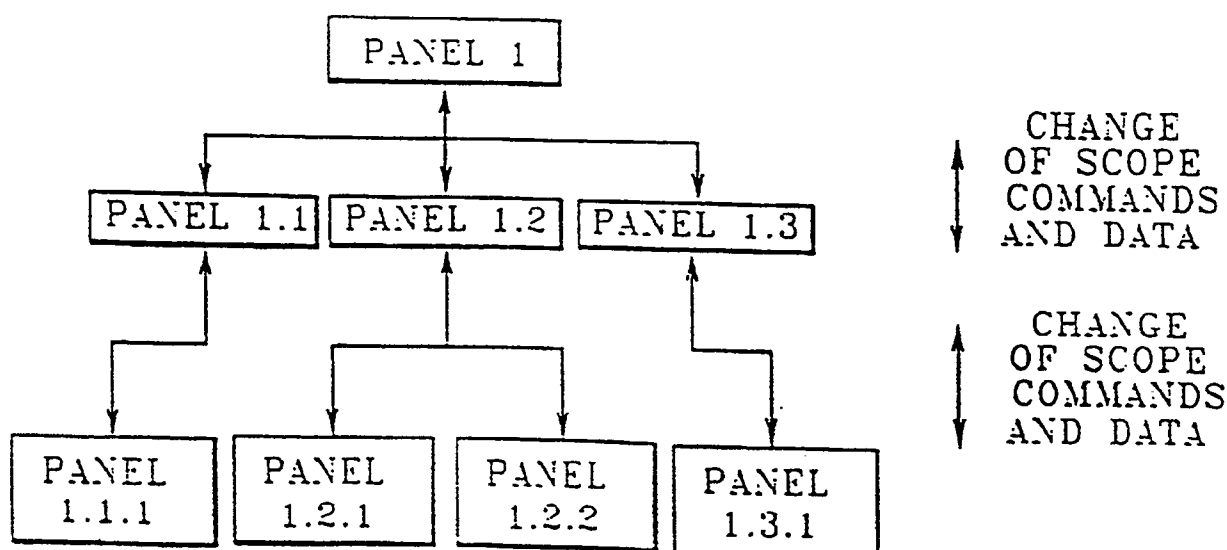 PANEL 1
CHANGE
OF SCOPE
COMMANDS
AND DATA
PANEL 1.1
PANEL 1.2
PANEL 1.3
CHANGE
OF SCOPE
COMMANDS
AND DATA
PANEL
1.1.1
PANEL
1.2.1
PANEL
1.2.2
PANEL
1.3.1